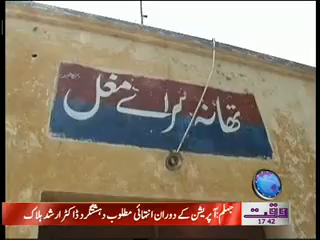 تھانہ سرائے مغل
وقت
جہلم: آپریشن کے دوران انتہائی مطلوب دہشتگرد ڈاکٹر ارشد ہلاک
17:42